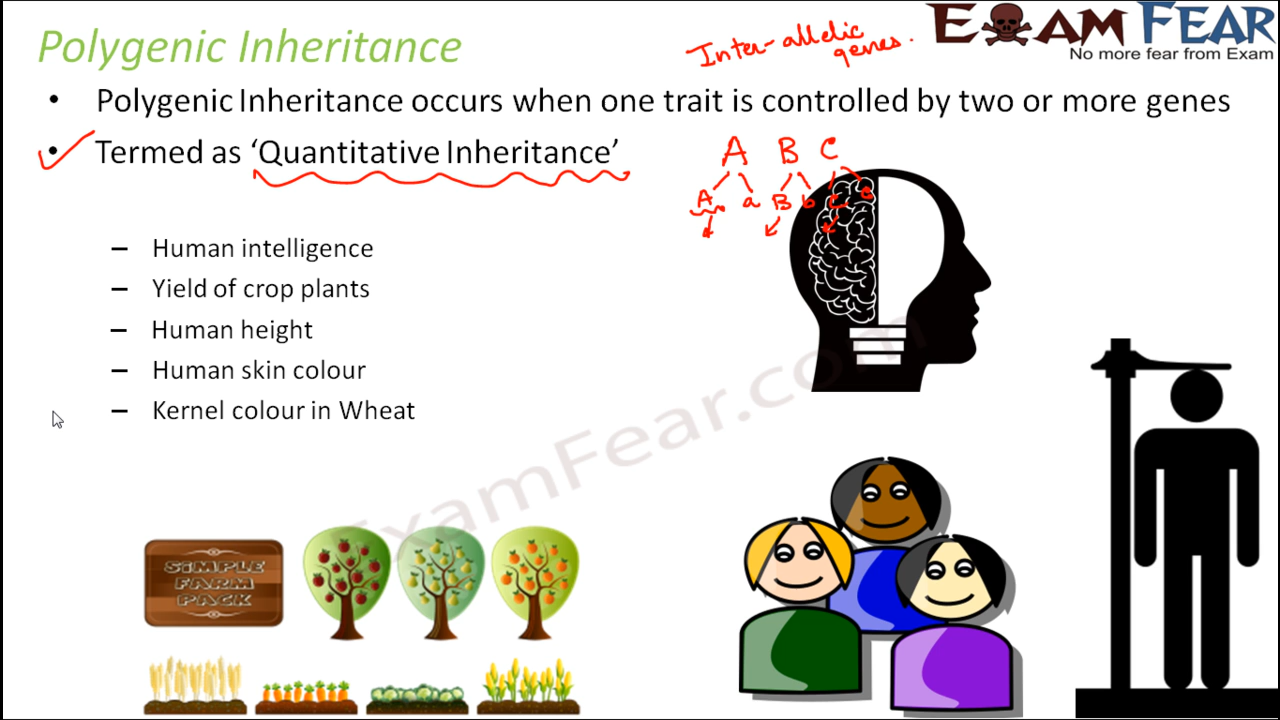 Polygenic Inheritance
Inter-allelic
genes.
EXAM FEAR
No more fear from Exam
• Polygenic Inheritance occurs when one trait is controlled by two or more genes
• Termed as ‘Quantitative Inheritance’
A B C
A a B b C c
– Human intelligence
– Yield of crop plants
– Human height
– Human skin colour
– Kernel colour in Wheat
ExamFear.com
SIMPLE
FARM
PACK